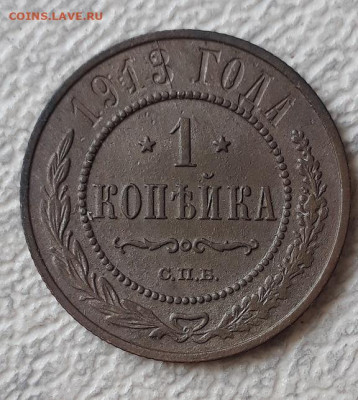 COINS.LAVE.RU
1913 ГОДА
1
КОПѢЙКА
С.П.Б.